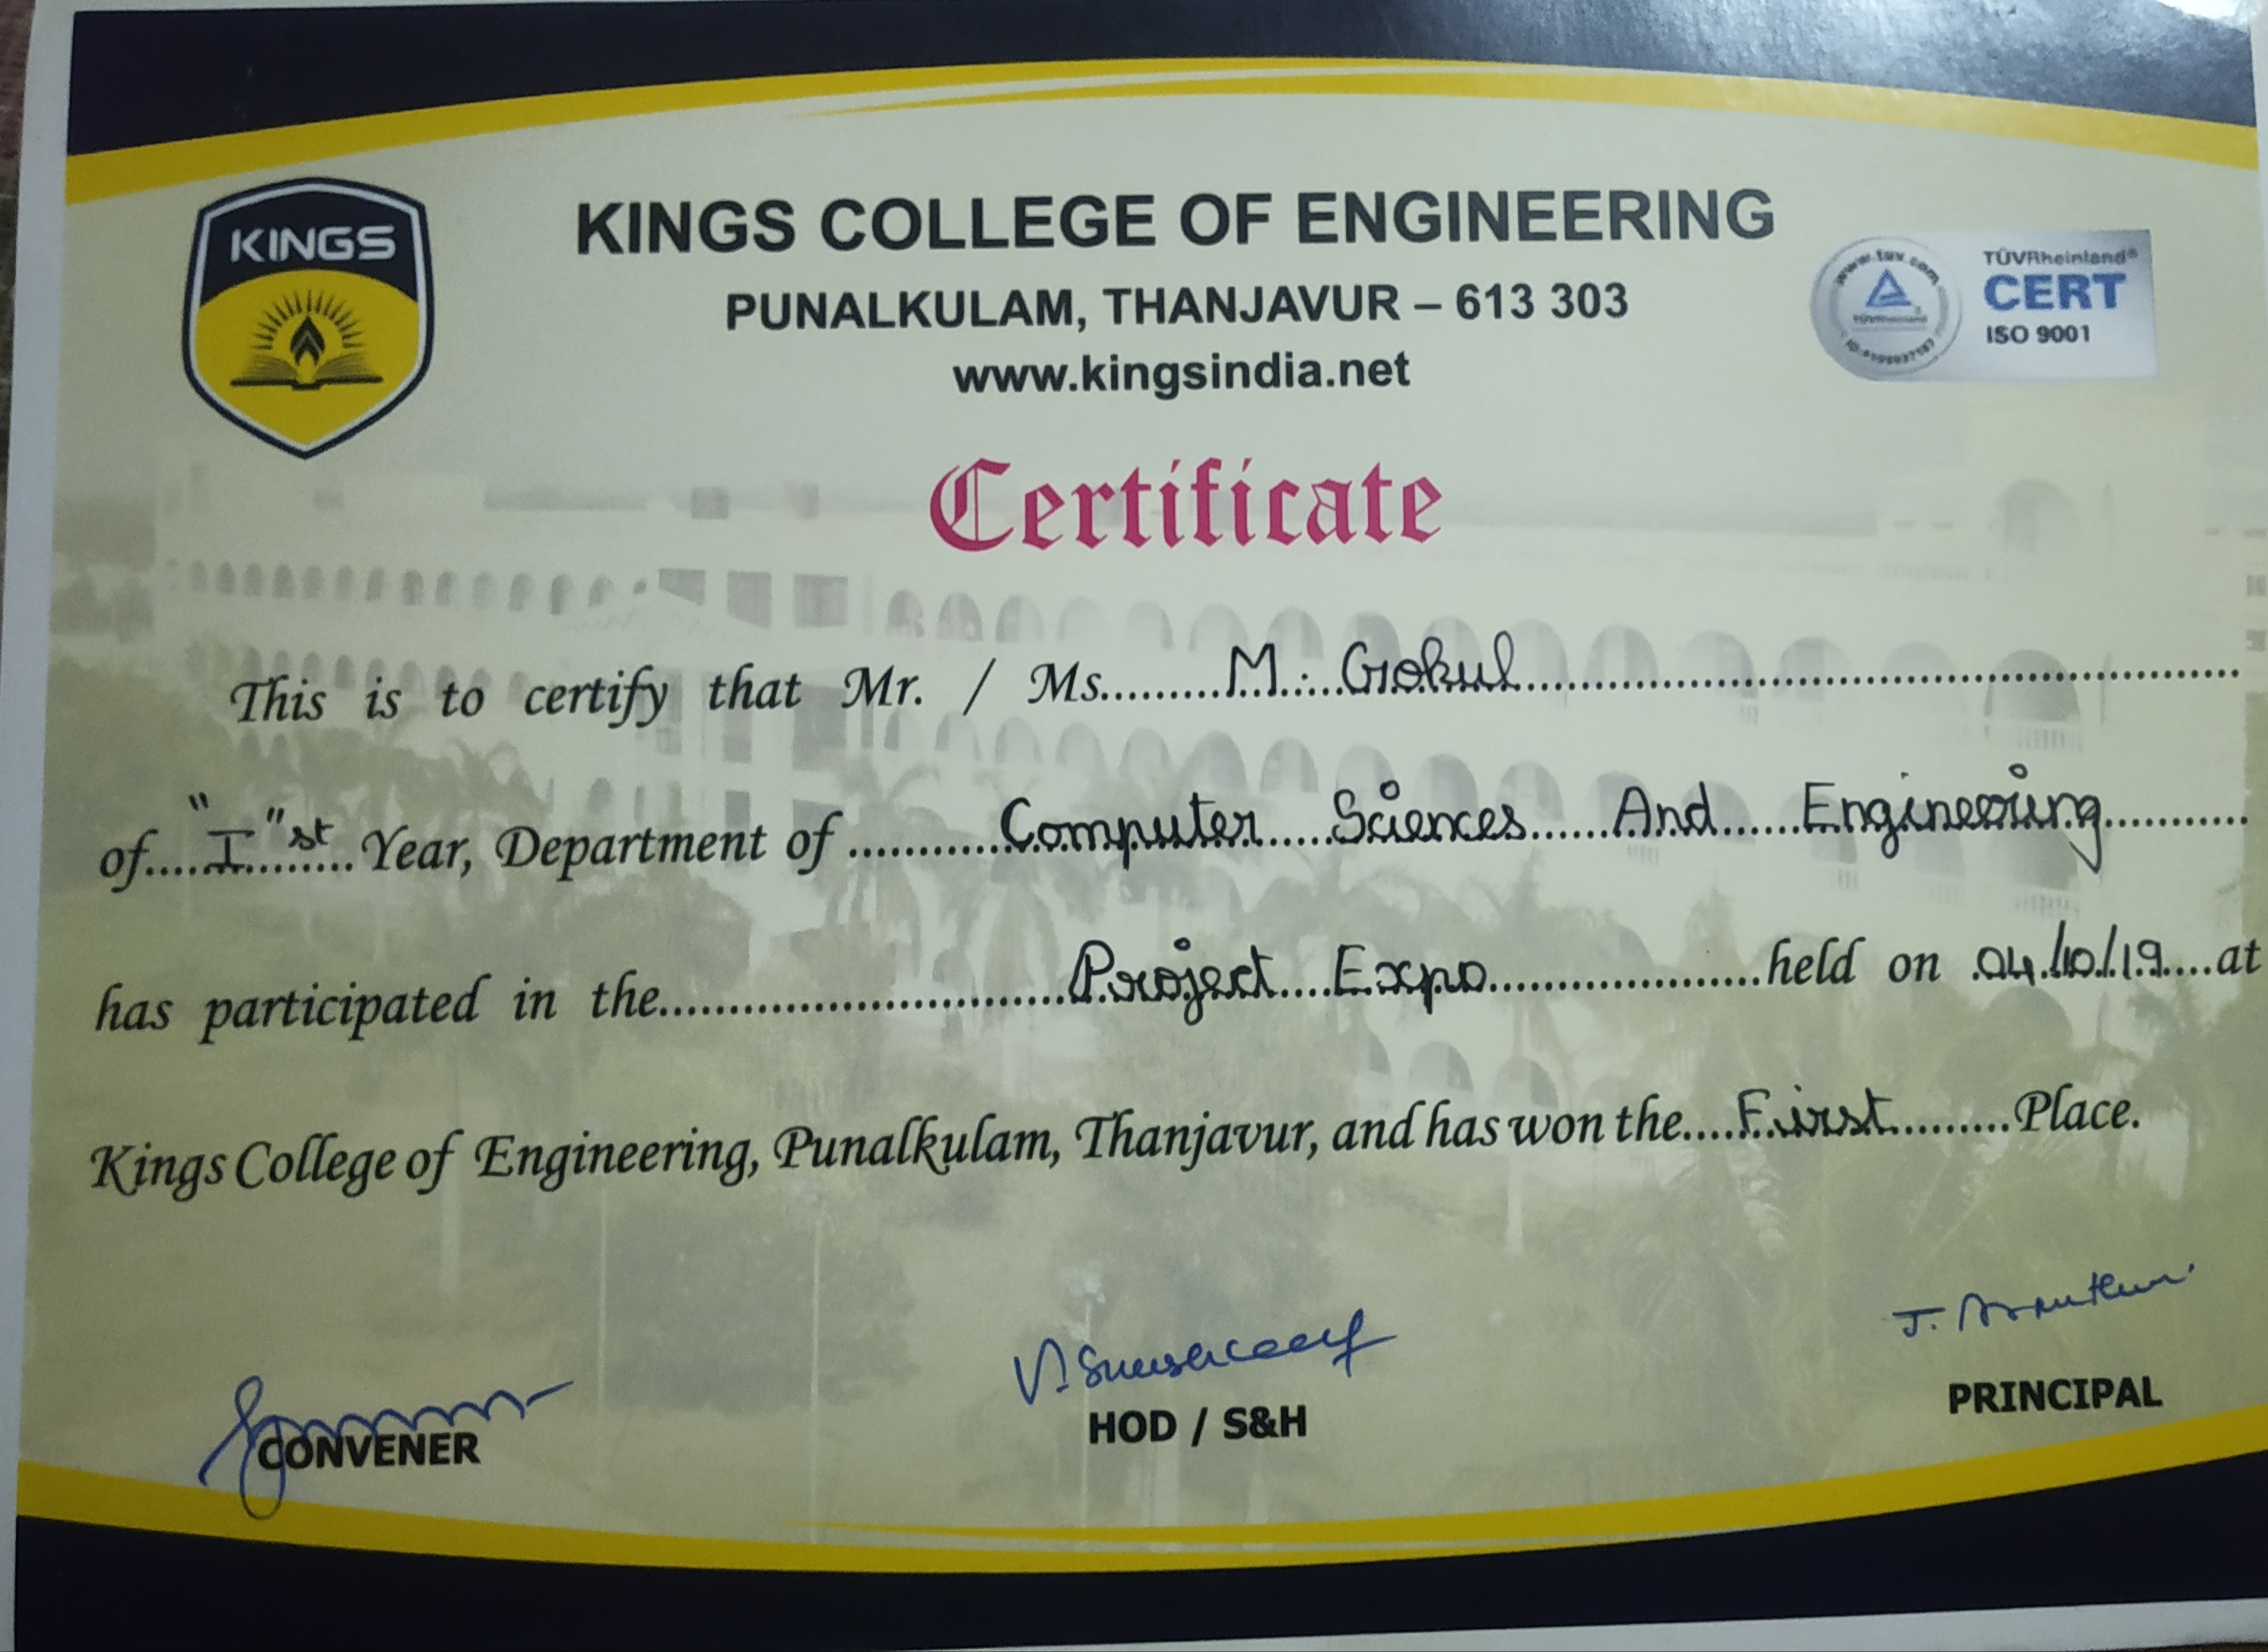 KINGS
KINGS COLLEGE OF ENGINEERING
PUNALKULAM, THANJAVUR – 613 303
www.kingsindia.net
www.tuv.com
TÜVRheinland
TÜVRheinland®
CERT
ISO 9001
Certificate
This is to certify that Mr. / Ms.........M. Gokul..........
of...."I"st....Year, Department of ..........Computer Sciences And Engineering..........
has participated in the..........Project Expo..........held on 04/10/19....at
Kings College of Engineering, Punalkulam, Thanjavur, and has won the....First........Place.
CONVENER
HOD / S&H
J.
PRINCIPAL